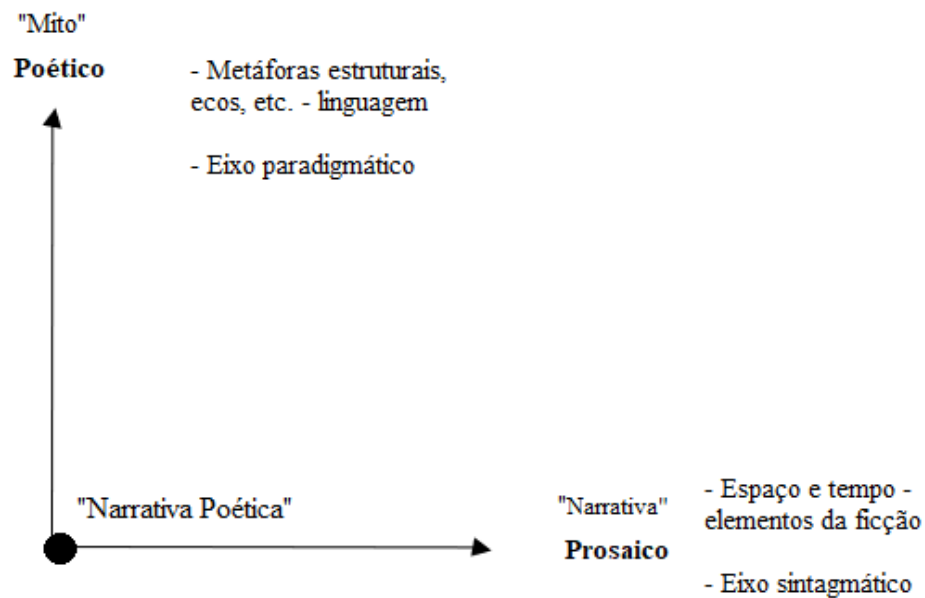 "Mito"
Poético
- Metáforas estruturais,
ecos, etc. - linguagem
- Eixo paradigmático
"Narrativa Poética"
"Narrativa"
Prosaico
- Espaço e tempo -
elementos da ficção
- Eixo sintagmático